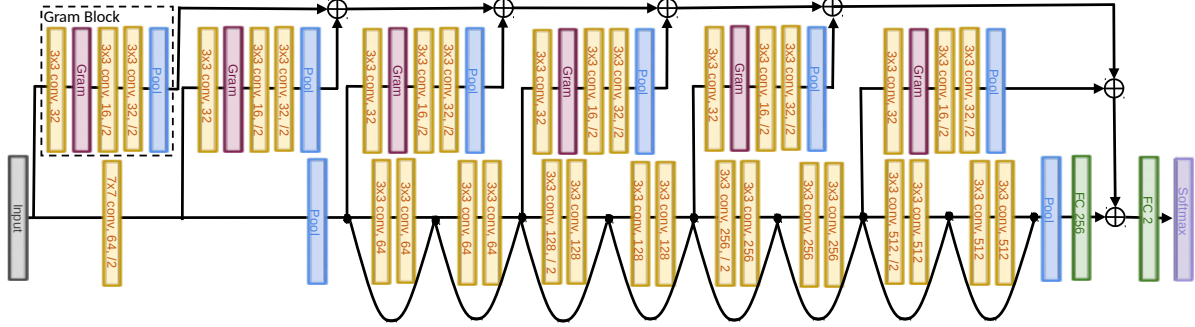 Gram Block
3x3 conv, 32
Gram
3x3 conv, 16, /2
3x3 conv, 32, /2
Pool
3x3 conv, 32
Gram
3x3 conv, 16, /2
3x3 conv, 32, /2
Pool
3x3 conv, 32
Gram
3x3 conv, 16, /2
3x3 conv, 32, /2
Pool
3x3 conv, 32
Gram
3x3 conv, 16, /2
3x3 conv, 32, /2
Pool
3x3 conv, 32
Gram
3x3 conv, 16, /2
3x3 conv, 32, /2
Pool
3x3 conv, 32
Gram
3x3 conv, 16, /2
3x3 conv, 32, /2
Pool
Input
7x7 conv, 64, /2
Pool
3x3 conv, 64
3x3 conv, 64
3x3 conv, 64
3x3 conv, 64
3x3 conv, 128, / 2
3x3 conv, 128
3x3 conv, 128
3x3 conv, 128
3x3 conv, 256, / 2
3x3 conv, 256
3x3 conv, 256
3x3 conv, 256
3x3 conv, 512, /2
3x3 conv, 512
3x3 conv, 512
3x3 conv, 512
Pool
FC 256
FC 2
Softmax